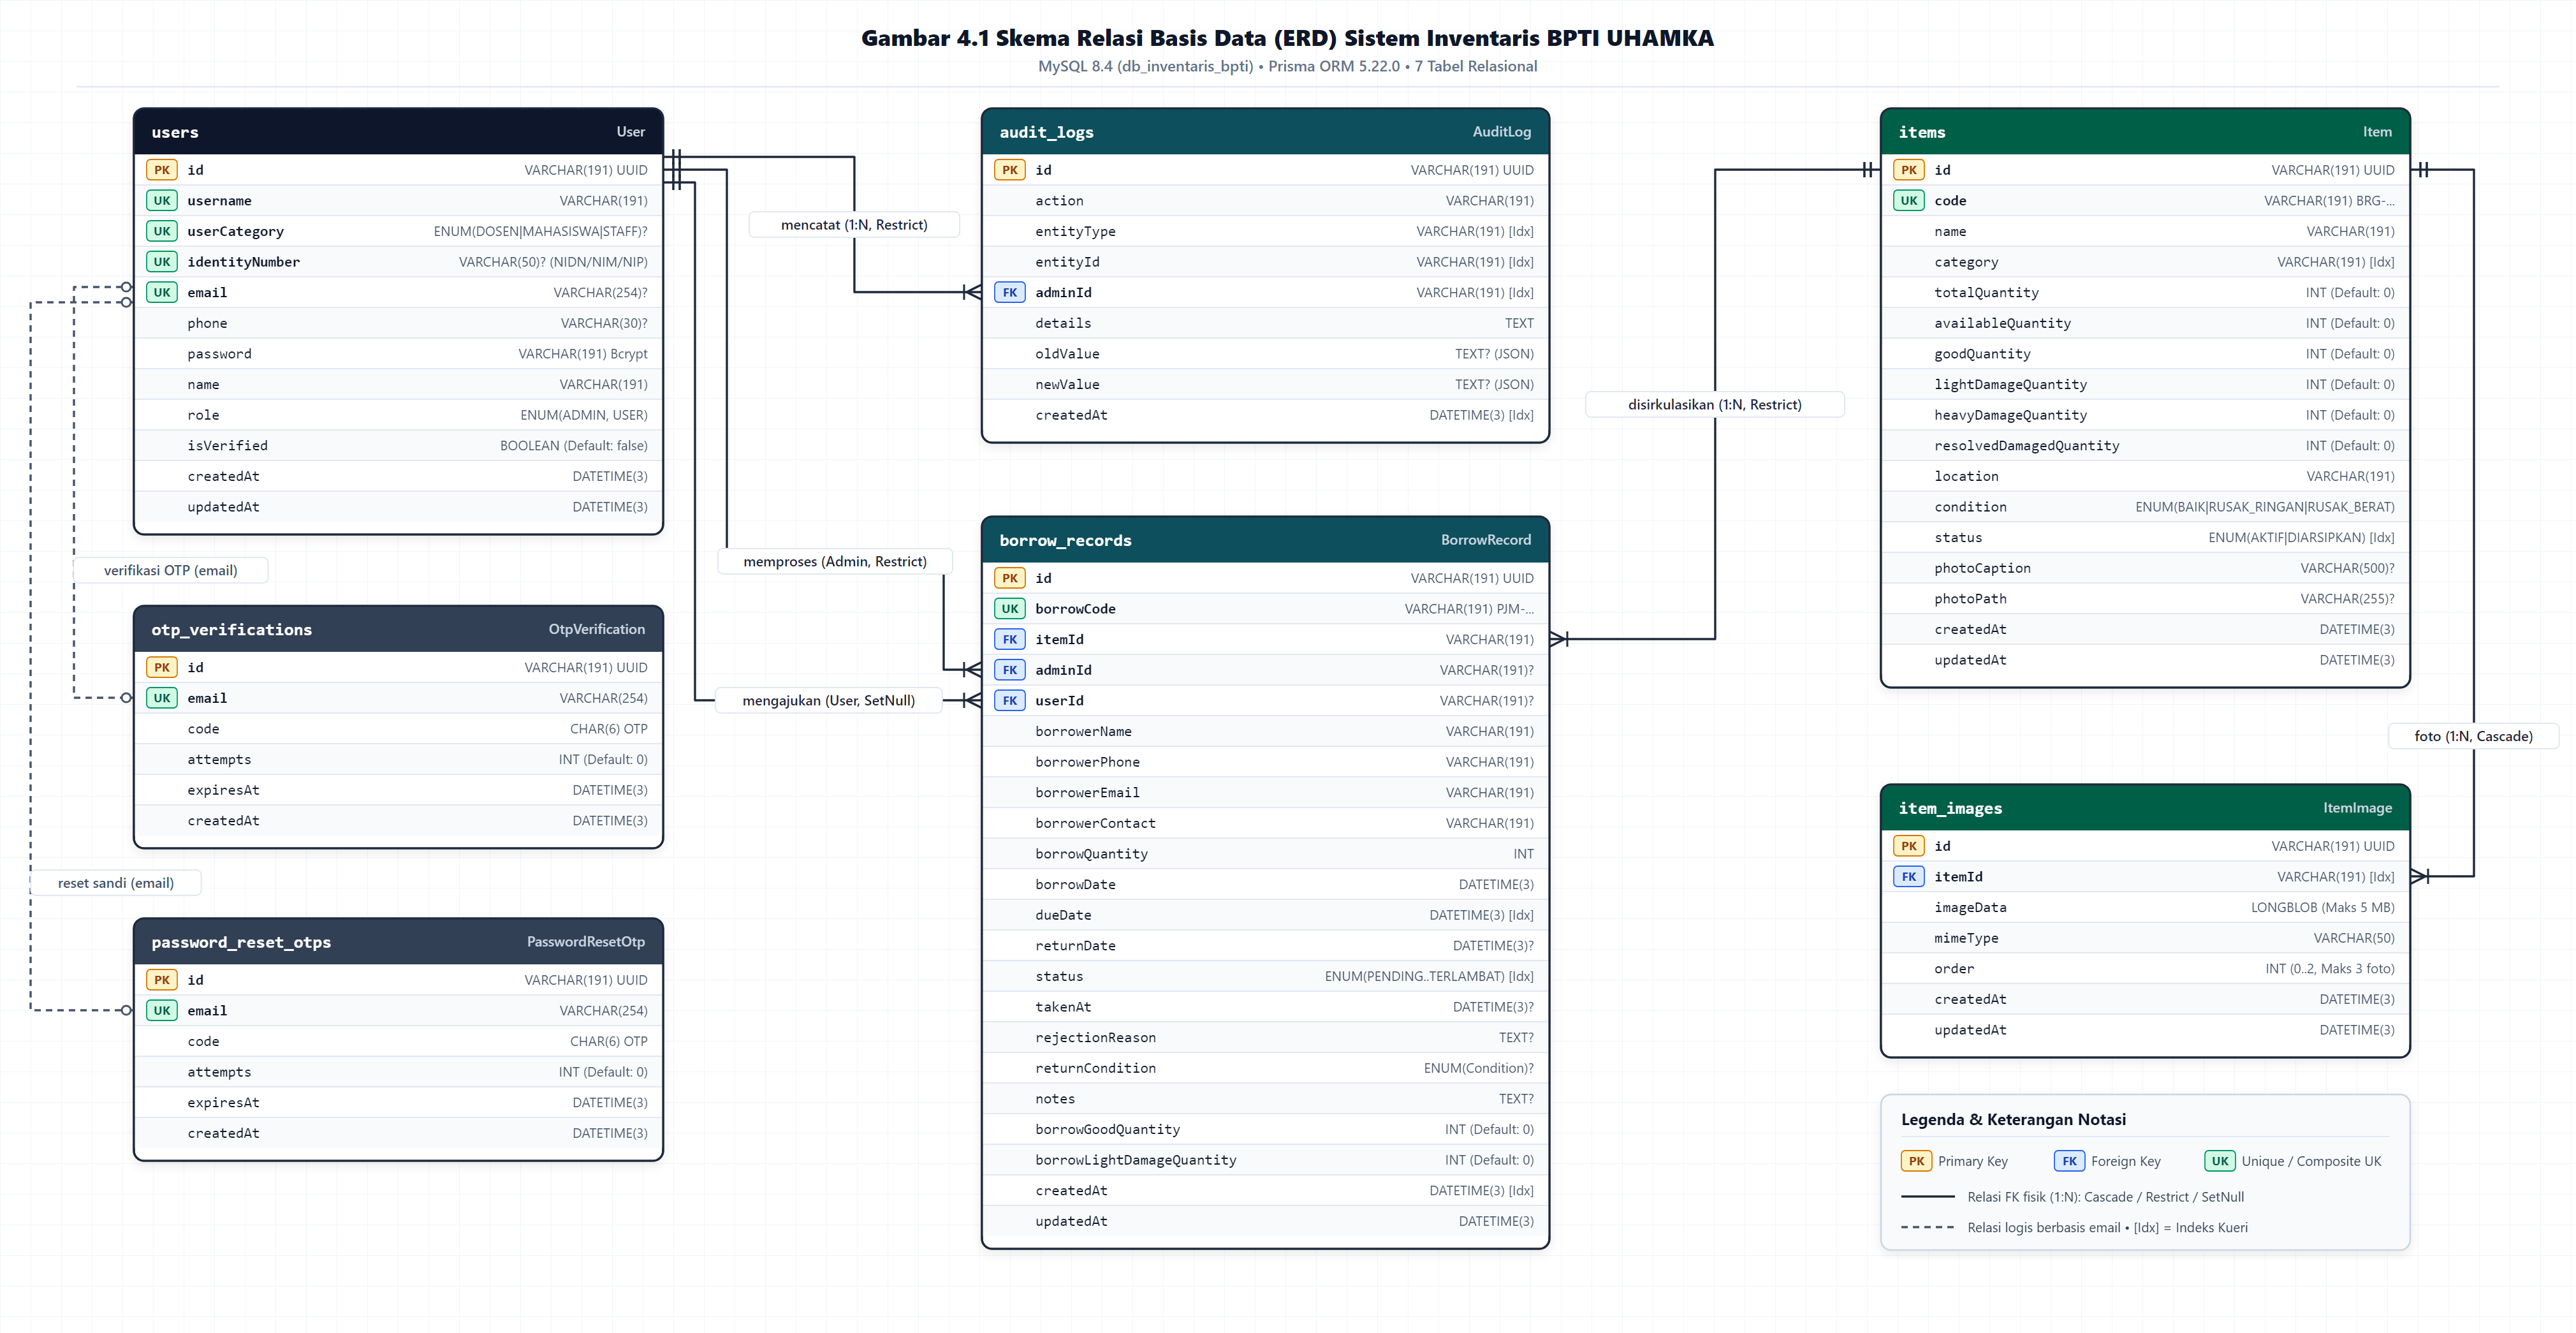 Gambar 4.1 Skema Relasi Basis Data (ERD) Sistem Inventaris BPTI UHAMKA
MySQL 8.4 (db_inventaris_bpti) • Prisma ORM 5.22.0 • 7 Tabel Relasional
users User
PK id VARCHAR(191) UUID
UK username VARCHAR(191)
UK userCategory ENUM(DOSEN|MAHASISWA|STAFF)?
UK identityNumber VARCHAR(50)? (NIDN/NIM/NIP)
UK email VARCHAR(254)?
phone VARCHAR(30)?
password VARCHAR(191) Bcrypt
name VARCHAR(191)
role ENUM(ADMIN, USER)
isVerified BOOLEAN (Default: false)
createdAt DATETIME(3)
updatedAt DATETIME(3)
verifikasi OTP (email)
otp_verifications OtpVerification
PK id VARCHAR(191) UUID
UK email VARCHAR(254)
code CHAR(6) OTP
attempts INT (Default: 0)
expiresAt DATETIME(3)
createdAt DATETIME(3)
reset sandi (email)
password_reset_otps PasswordResetOtp
PK id VARCHAR(191) UUID
UK email VARCHAR(254)
code CHAR(6) OTP
attempts INT (Default: 0)
expiresAt DATETIME(3)
createdAt DATETIME(3)
mencatat (1:N, Restrict)
memproses (Admin, Restrict)
mengajukan (User, SetNull)
audit_logs AuditLog
PK id VARCHAR(191) UUID
action VARCHAR(191)
entityType VARCHAR(191) [Idx]
entityId VARCHAR(191) [Idx]
FK adminId VARCHAR(191) [Idx]
details TEXT
oldValue TEXT? (JSON)
newValue TEXT? (JSON)
createdAt DATETIME(3) [Idx]
borrow_records BorrowRecord
PK id VARCHAR(191) UUID
UK borrowCode VARCHAR(191) PJM-...
FK itemId VARCHAR(191)
FK adminId VARCHAR(191)?
FK userId VARCHAR(191)?
borrowerName VARCHAR(191)
borrowerPhone VARCHAR(191)
borrowerEmail VARCHAR(191)
borrowerContact VARCHAR(191)
borrowQuantity INT
borrowDate DATETIME(3)
dueDate DATETIME(3) [Idx]
returnDate DATETIME(3)?
status ENUM(PENDING..TERLAMBAT) [Idx]
takenAt DATETIME(3)?
rejectionReason TEXT?
returnCondition ENUM(Condition)?
notes TEXT?
borrowGoodQuantity INT (Default: 0)
borrowLightDamageQuantity INT (Default: 0)
createdAt DATETIME(3) [Idx]
updatedAt DATETIME(3)
disirkulasikan (1:N, Restrict)
items Item
PK id VARCHAR(191) UUID
UK code VARCHAR(191) BRG-...
name VARCHAR(191)
category VARCHAR(191) [Idx]
totalQuantity INT (Default: 0)
availableQuantity INT (Default: 0)
goodQuantity INT (Default: 0)
lightDamageQuantity INT (Default: 0)
heavyDamageQuantity INT (Default: 0)
resolvedDamagedQuantity INT (Default: 0)
location VARCHAR(191)
condition ENUM(BAIK|RUSAK_RINGAN|RUSAK_BERAT)
status ENUM(AKTIF|DIARSIPKAN) [Idx]
photoCaption VARCHAR(500)?
photoPath VARCHAR(255)?
createdAt DATETIME(3)
updatedAt DATETIME(3)
foto (1:N, Cascade)
item_images ItemImage
PK id VARCHAR(191) UUID
FK itemId VARCHAR(191) [Idx]
imageData LONGBLOB (Maks 5 MB)
mimeType VARCHAR(50)
order INT (0..2, Maks 3 foto)
createdAt DATETIME(3)
updatedAt DATETIME(3)
Legenda & Keterangan Notasi
PK Primary Key FK Foreign Key UK Unique / Composite UK
Relasi FK fisik (1:N): Cascade / Restrict / SetNull
Relasi logis berbasis email • [Idx] = Indeks Kueri